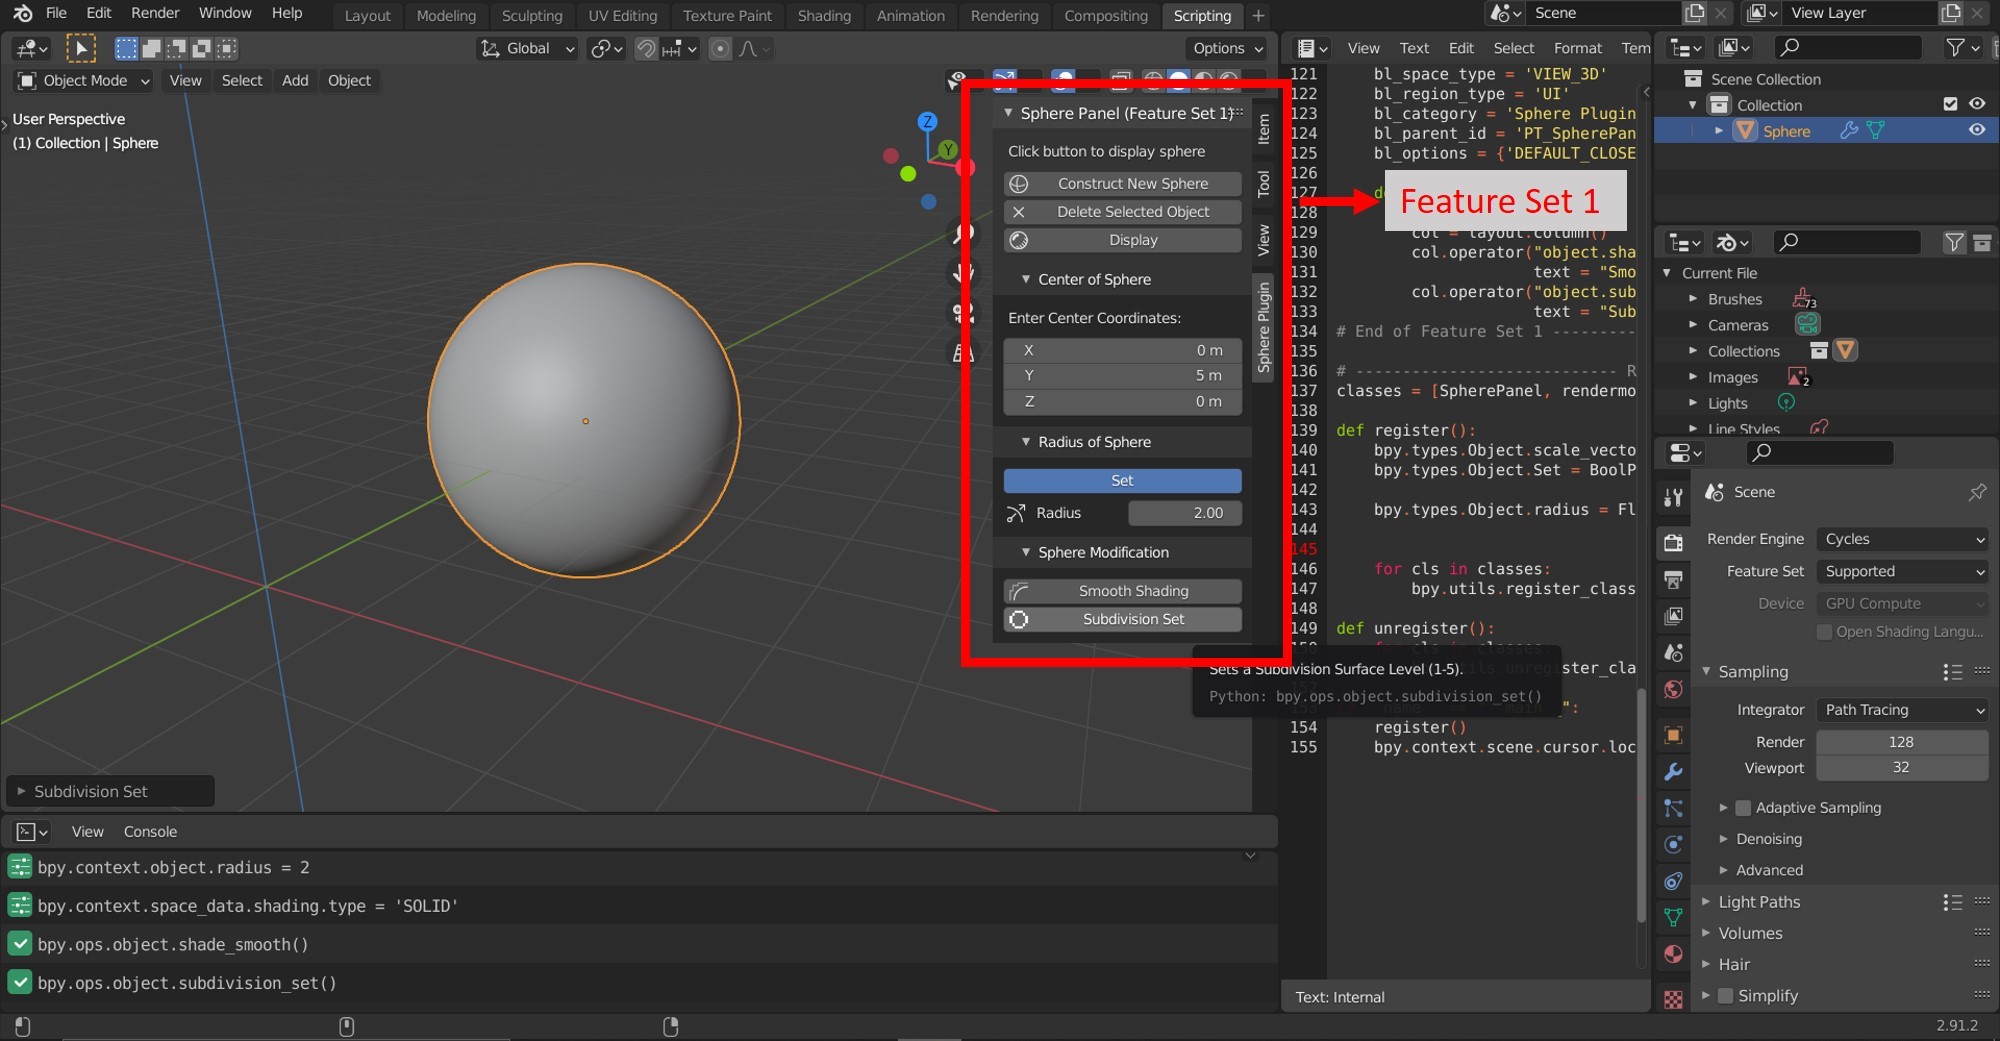 File Edit Render Window Help
Layout Modeling Sculpting UV Editing Texture Paint Shading Animation Rendering Compositing Scripting +
Scene
View Layer
Global
Options
Object Mode View Select Add Object
User Perspective
(1) Collection | Sphere
Z
Y
Sphere Panel (Feature Set 1)
Click button to display sphere
Construct New Sphere
Delete Selected Object
Display
Center of Sphere
Enter Center Coordinates:
X 0 m
Y 5 m
Z 0 m
Radius of Sphere
Set
Radius 2.00
Sphere Modification
Smooth Shading
Subdivision Set
Item
Tool
View
Sphere Plugin
Sets a Subdivision Surface Level (1-5).
Python: bpy.ops.object.subdivision_set()
Feature Set 1
Subdivision Set
View Console
bpy.context.object.radius = 2
bpy.context.space_data.shading.type = 'SOLID'
bpy.ops.object.shade_smooth()
bpy.ops.object.subdivision_set()
View Text Edit Select Format Tem
121 bl_space_type = 'VIEW_3D'
122 bl_region_type = 'UI'
123 bl_category = 'Sphere Plugin
124 bl_parent_id = 'PT_SpherePan
125 bl_options = {'DEFAULT_CLOSE
126
127
128
129 col = layout.column()
130 col.operator("object.sha
131 text = "Smo
132 col.operator("object.sub
133 text = "Sub
134 # End of Feature Set 1 ---------
135
136 # ---------------------------- R
137 classes = [SpherePanel, rendermo
138
139 def register():
140 bpy.types.Object.scale_vecto
141 bpy.types.Object.Set = BoolP
142
143 bpy.types.Object.radius = Fl
144
145
146 for cls in classes:
147 bpy.utils.register_class
148
149 def unregister():
154 register()
155 bpy.context.scene.cursor.loc
Text: Internal
Scene Collection
Collection
Sphere
Current File
Brushes 73
Cameras
Collections
Images 2
Lights
Line Styles
Scene
Render Engine Cycles
Feature Set Supported
Device GPU Compute
Open Shading Langu...
Sampling
Integrator Path Tracing
Render 128
Viewport 32
Adaptive Sampling
Denoising
Advanced
Light Paths
Volumes
Hair
Simplify
2.91.2